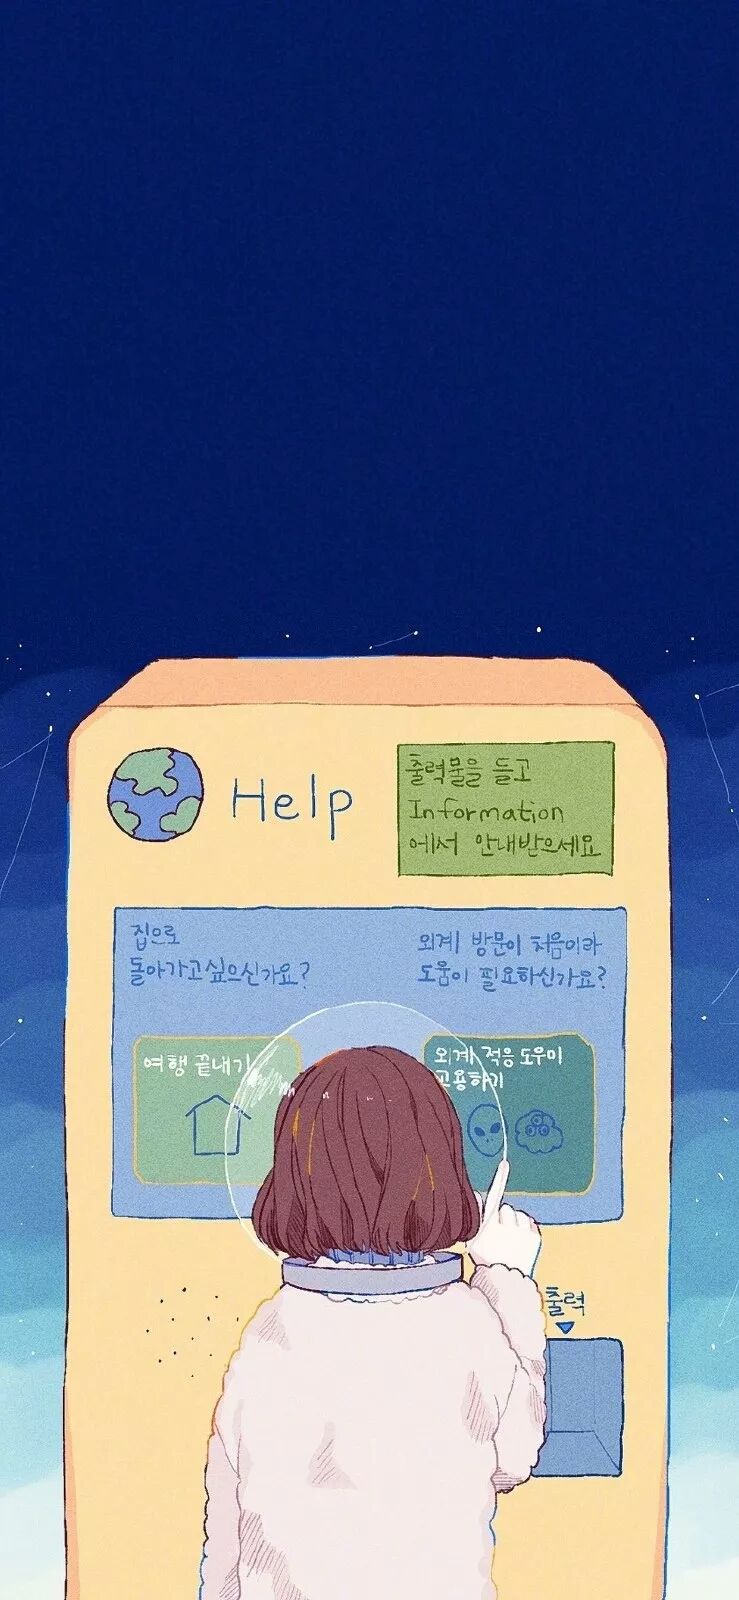 Help
출력물을 들고
Information
에서 안내받으세요
집으로
돌아가고싶으신가요?
외계 방문이 처음이라
도움이 필요하신가요?
여행 끝내기
외계 적응 도우미
고용하기
출력